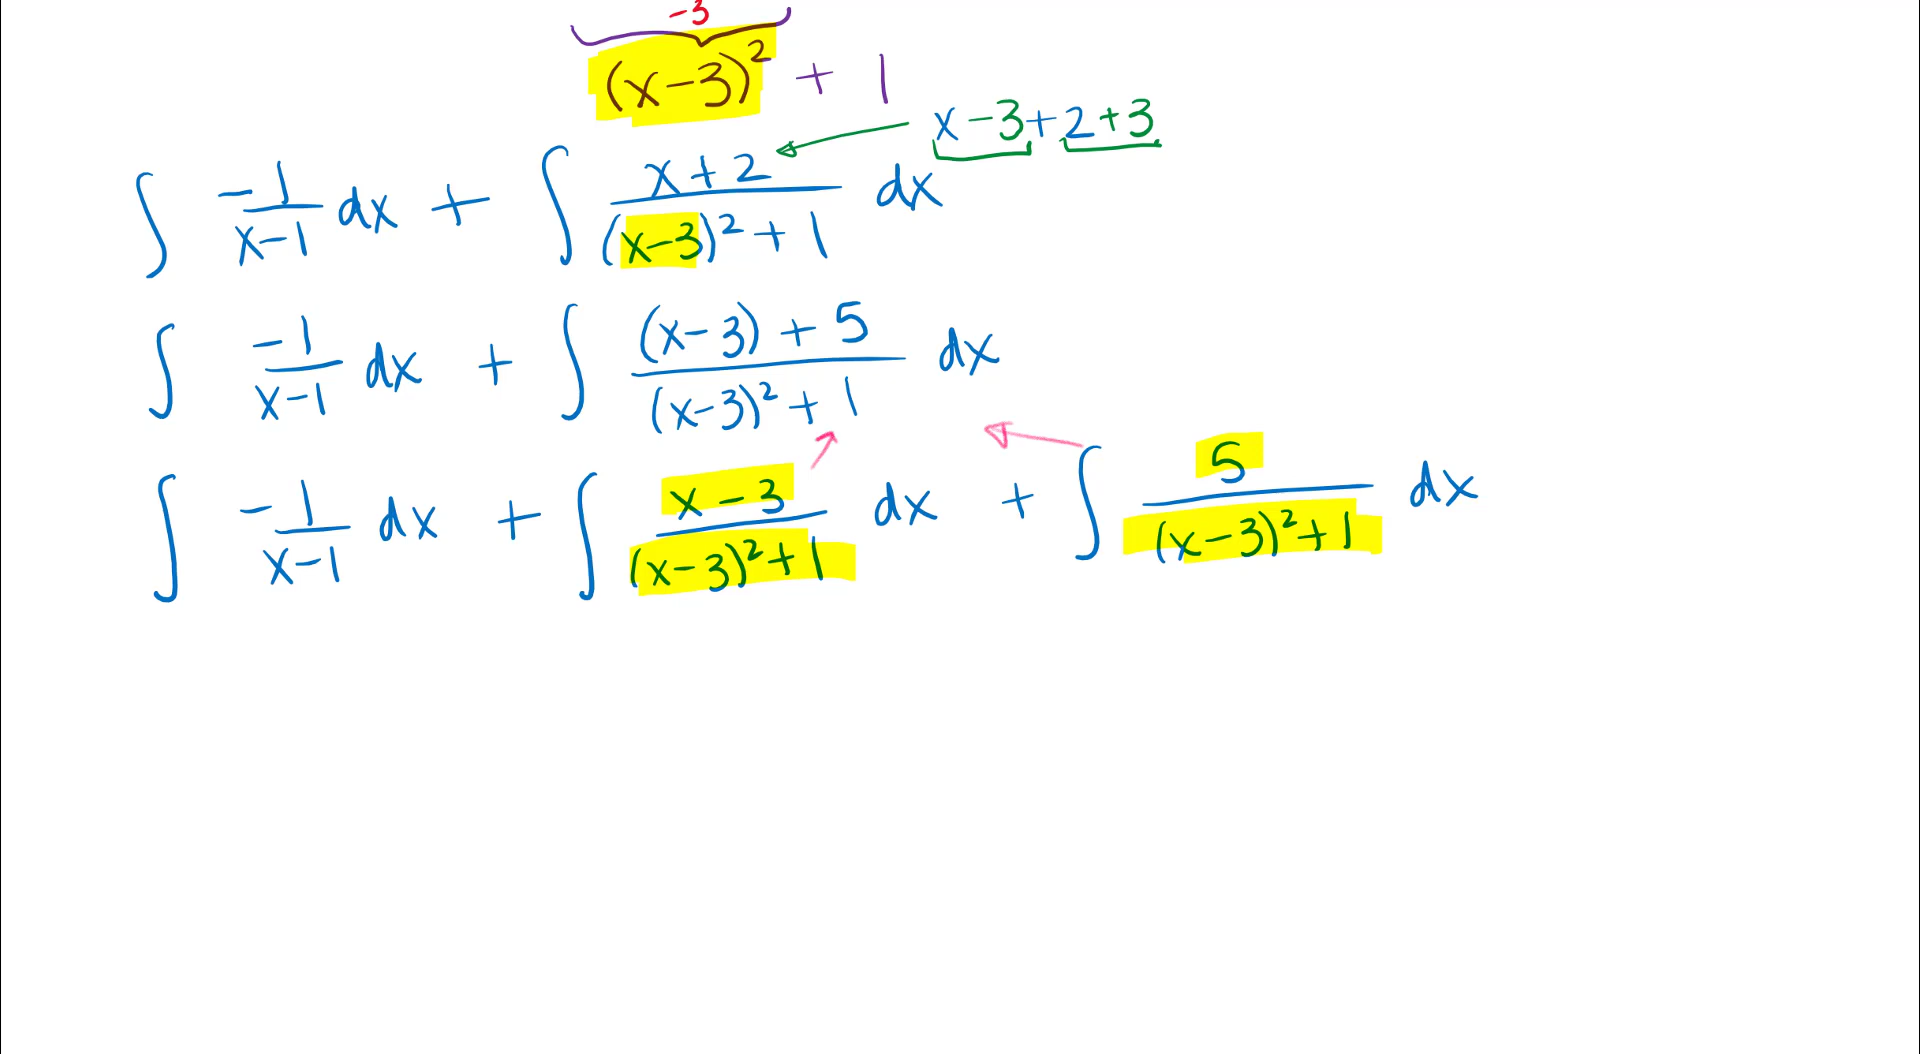 -3
(x-3)² + 1
x-3+2+3
∫ -1/(x-1) dx + ∫ (x+2)/((x-3)²+1) dx
∫ -1/(x-1) dx + ∫ ((x-3)+5)/((x-3)²+1) dx
∫ -1/(x-1) dx + ∫ (x-3)/((x-3)²+1) dx + ∫ 5/((x-3)²+1) dx